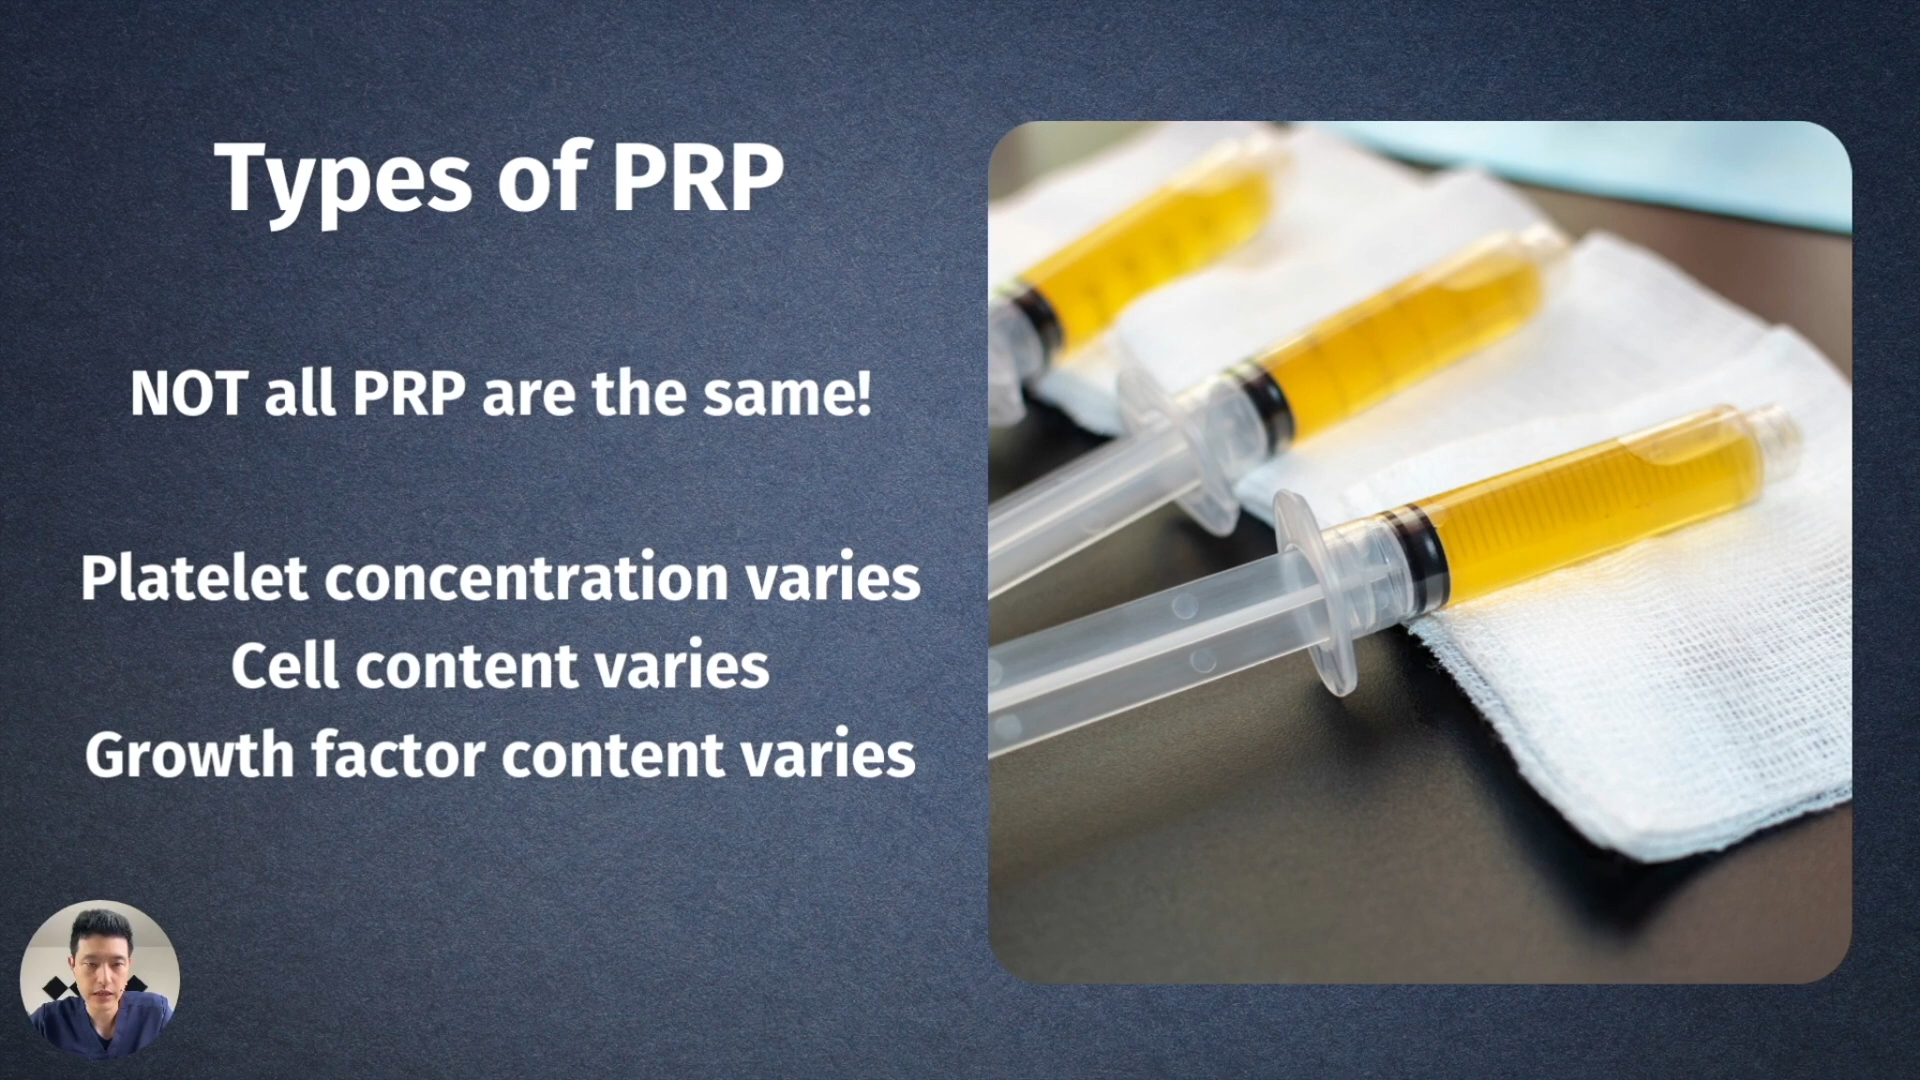 Types of PRP
NOT all PRP are the same!
Platelet concentration varies
Cell content varies
Growth factor content varies